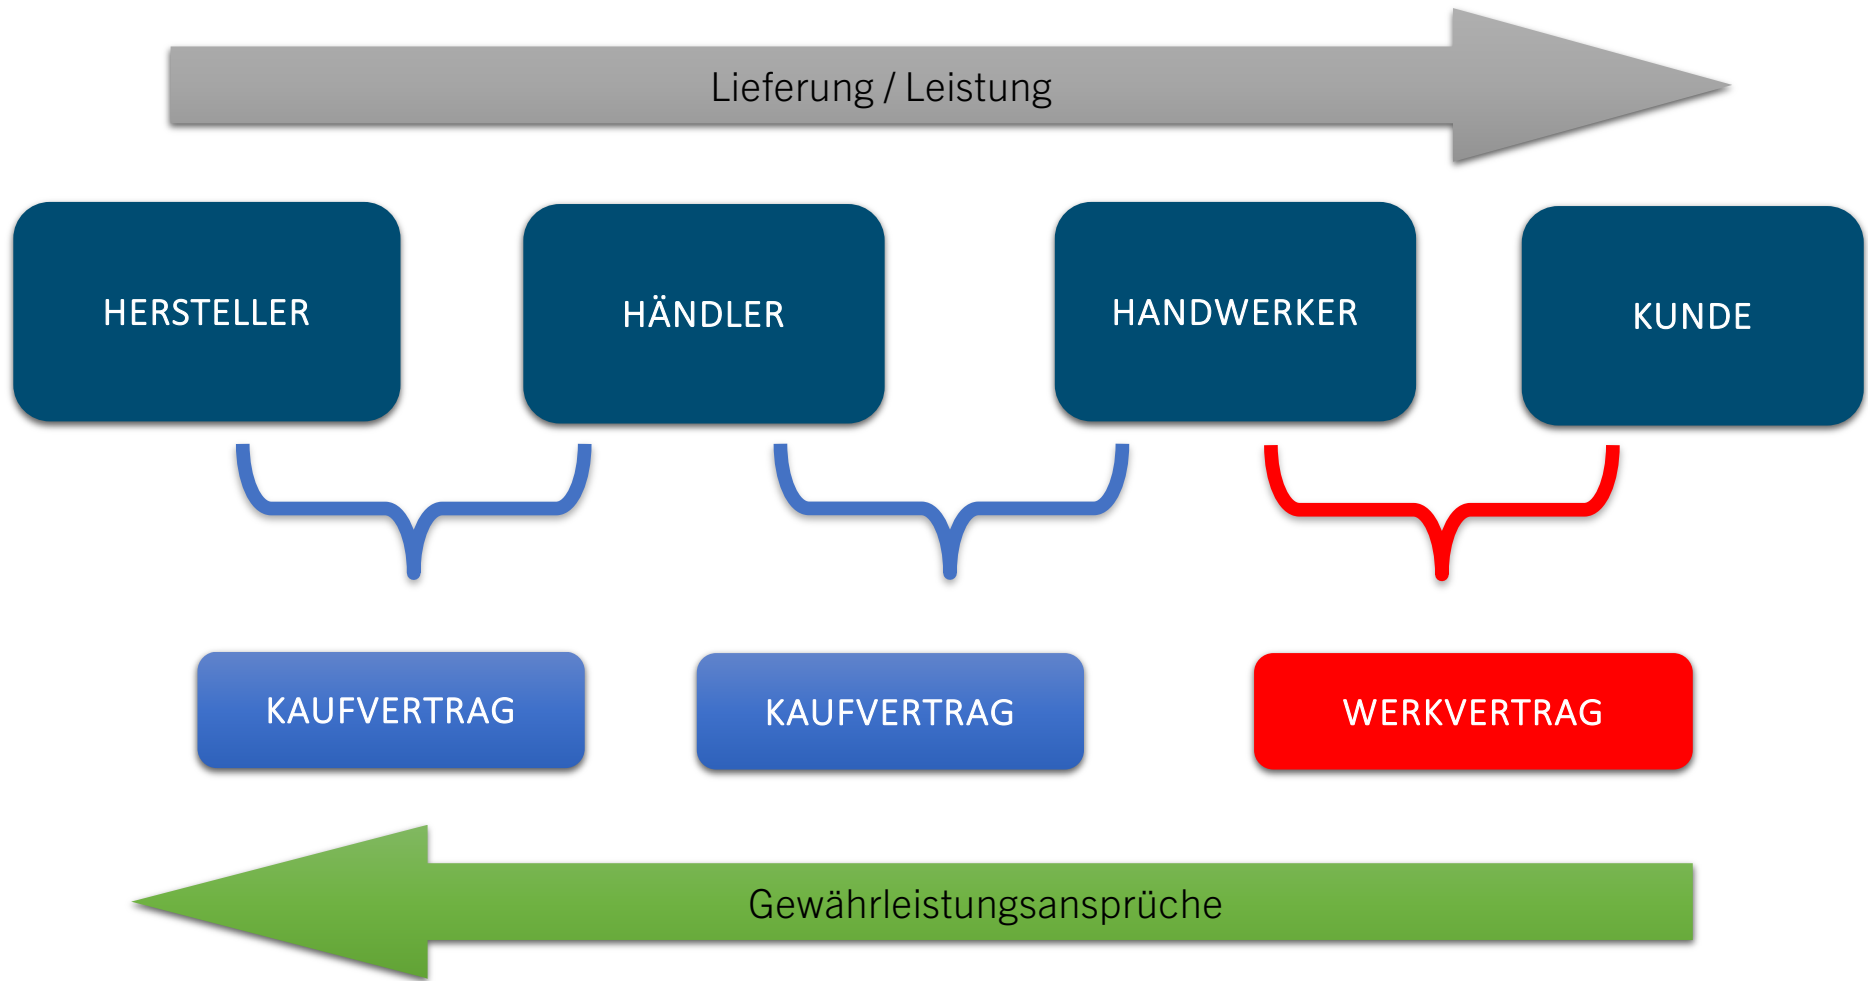 Lieferung / Leistung
HERSTELLER
HÄNDLER
HANDWERKER
KUNDE
KAUFVERTRAG
KAUFVERTRAG
WERKVERTRAG
Gewährleistungsansprüche